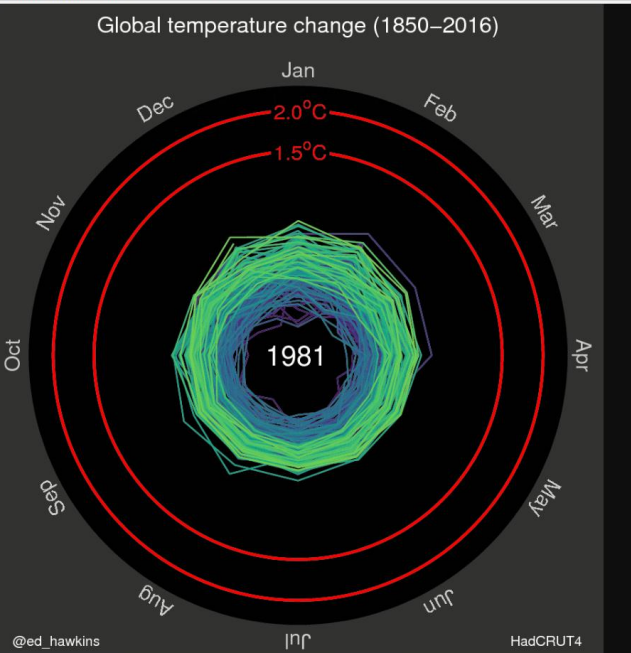 Global temperature change (1850–2016)
Jan
Dec
Feb
2.0°C
1.5°C
Nov
Mar
Oct
1981
Apr
Sep
May
Aug
Jun
Jul
@ed_hawkins
HadCRUT4